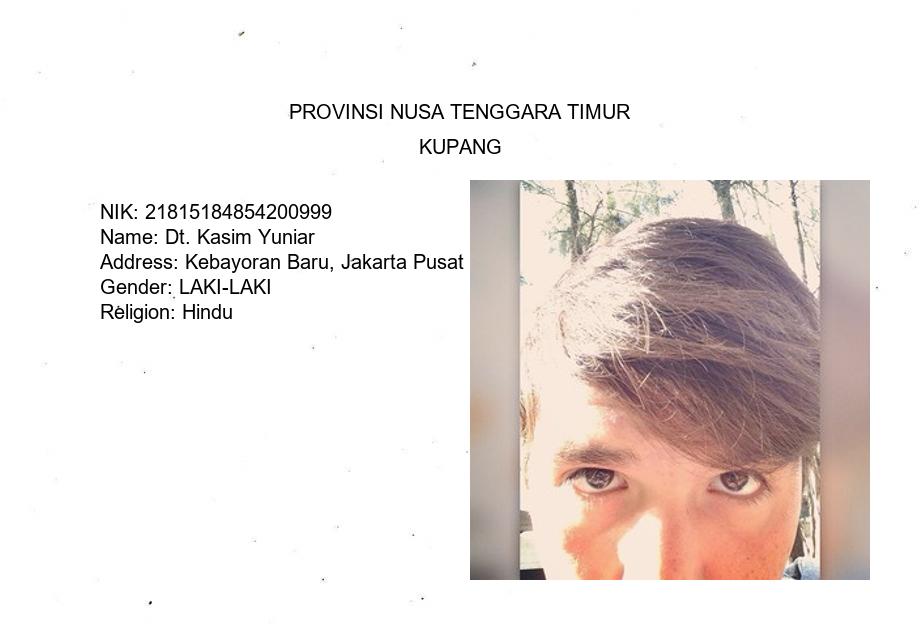 PROVINSI NUSA TENGGARA TIMUR
KUPANG
NIK: 21815184854200999
Name: Dt. Kasim Yuniar
Address: Kebayoran Baru, Jakarta Pusat
Gender: LAKI-LAKI
Religion: Hindu